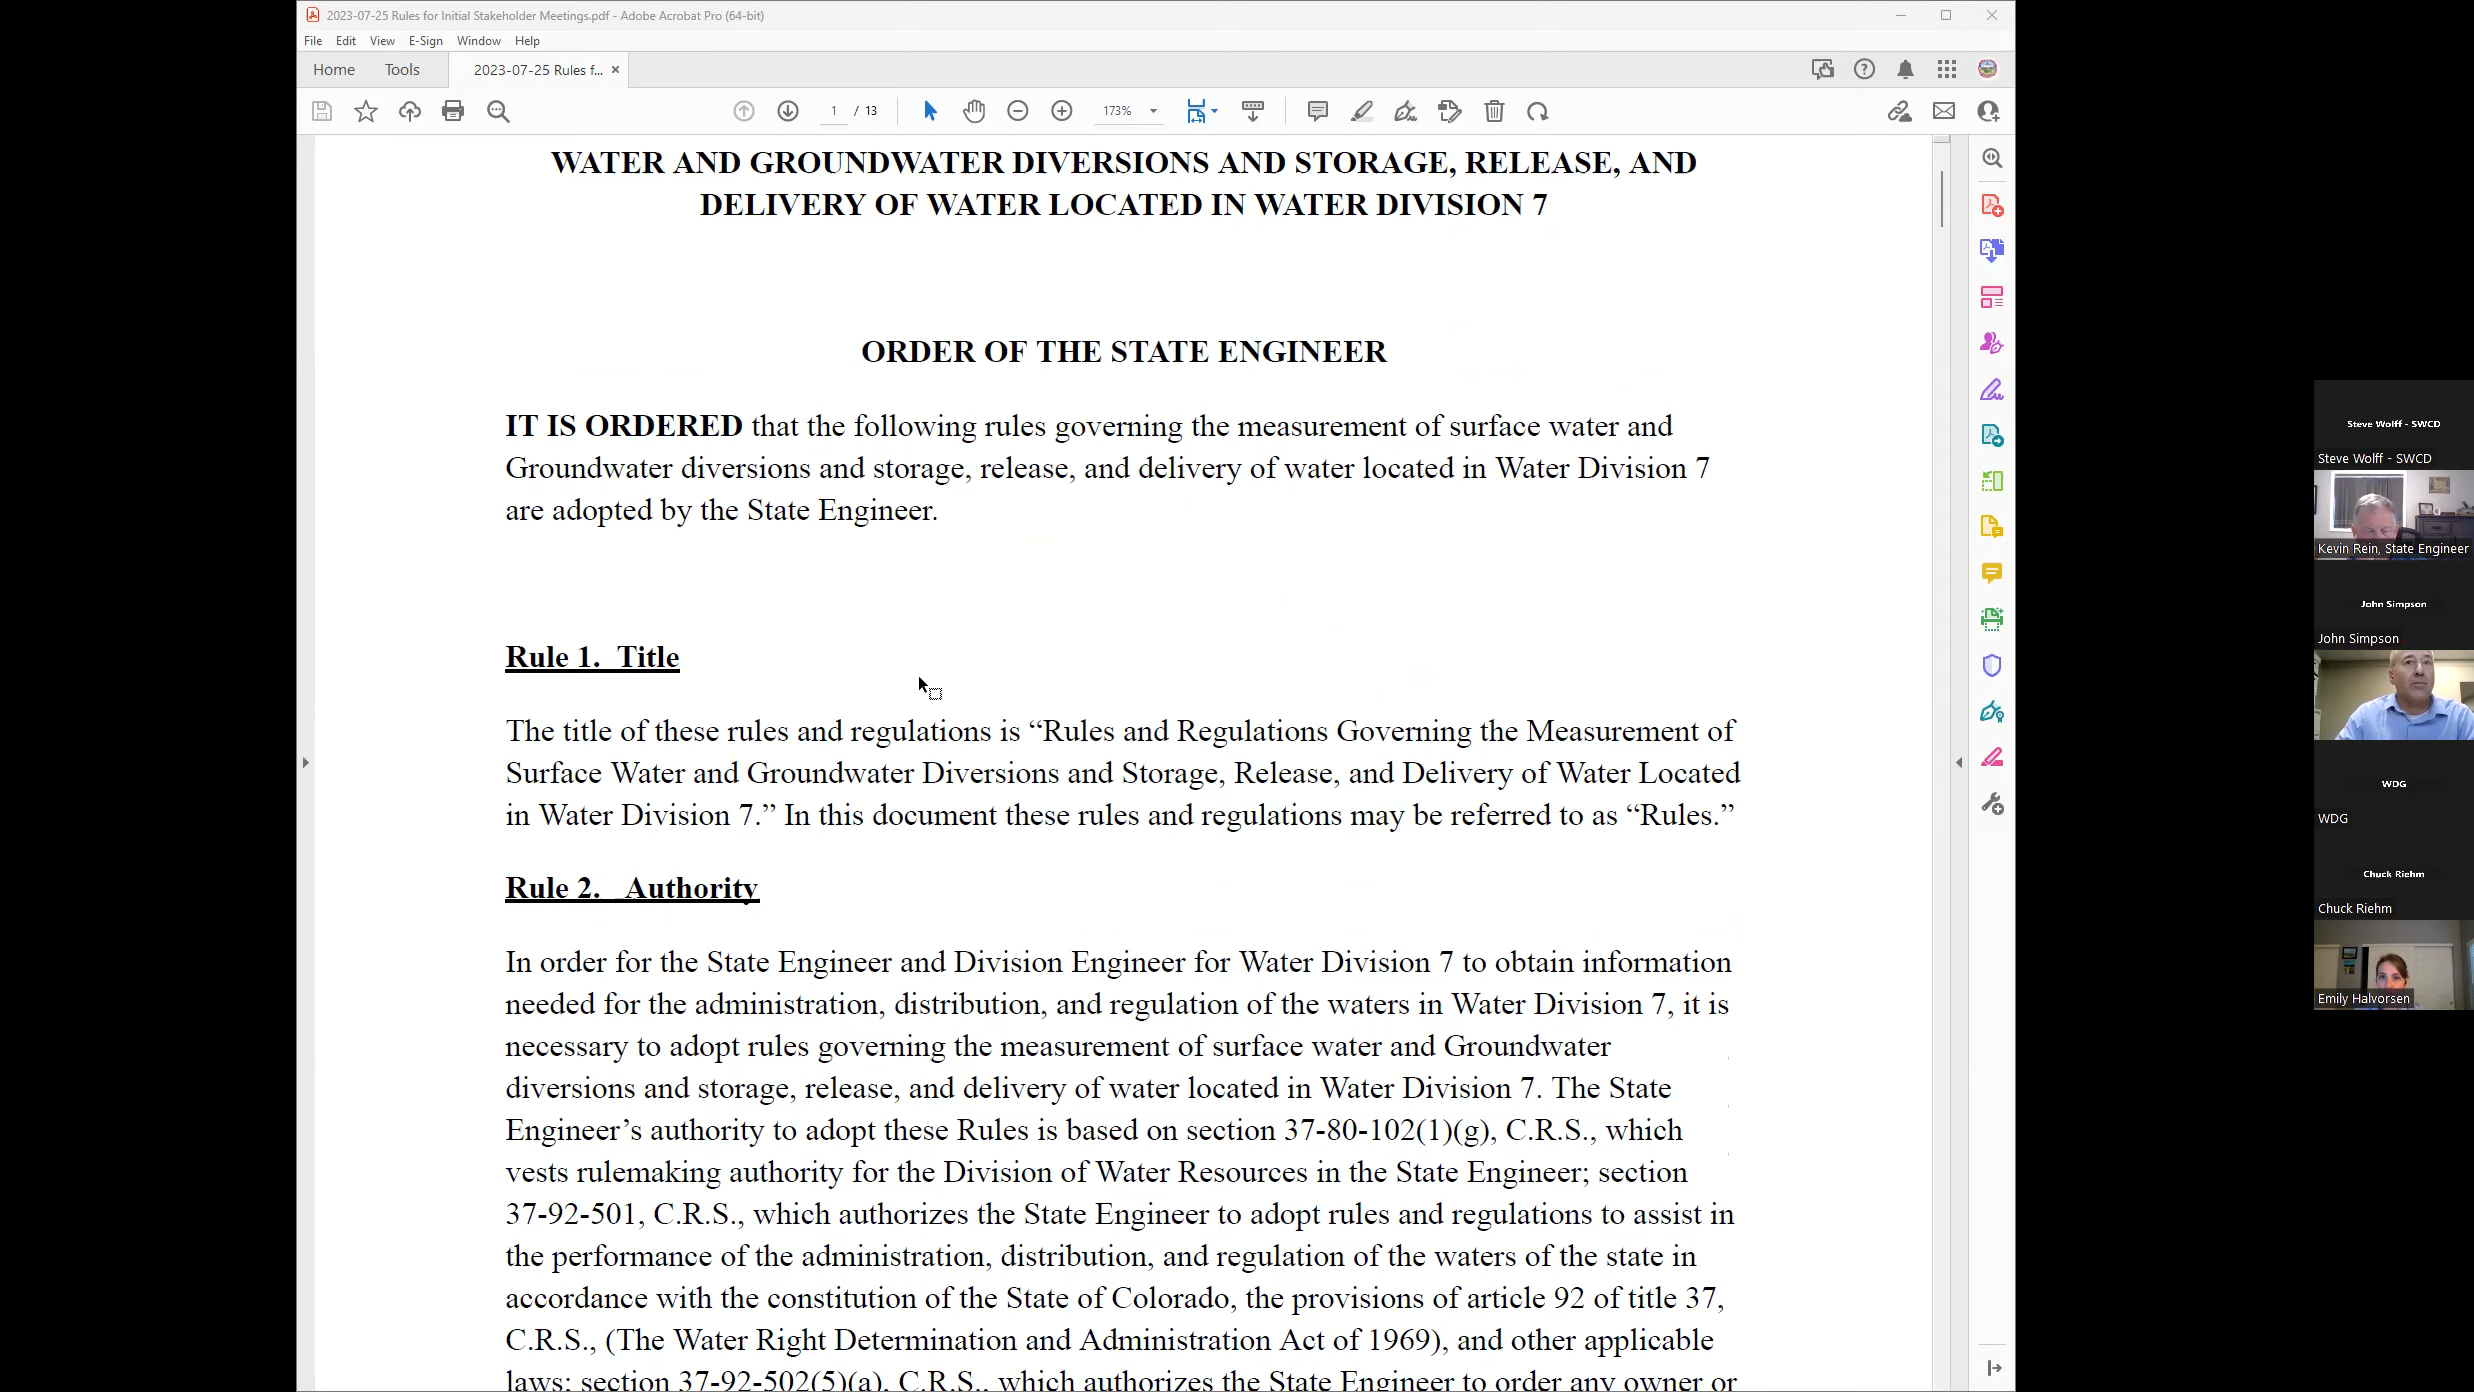 2023-07-25 Rules for Initial Stakeholder Meetings.pdf - Adobe Acrobat Pro (64-bit)
File Edit View E-Sign Window Help
Home Tools 2023-07-25 Rules f... ×
1 / 13 173%
WATER AND GROUNDWATER DIVERSIONS AND STORAGE, RELEASE, AND
DELIVERY OF WATER LOCATED IN WATER DIVISION 7
ORDER OF THE STATE ENGINEER
IT IS ORDERED that the following rules governing the measurement of surface water and
Groundwater diversions and storage, release, and delivery of water located in Water Division 7
are adopted by the State Engineer.
Rule 1. Title
The title of these rules and regulations is “Rules and Regulations Governing the Measurement of
Surface Water and Groundwater Diversions and Storage, Release, and Delivery of Water Located
in Water Division 7.” In this document these rules and regulations may be referred to as “Rules.”
Rule 2. Authority
In order for the State Engineer and Division Engineer for Water Division 7 to obtain information
needed for the administration, distribution, and regulation of the waters in Water Division 7, it is
necessary to adopt rules governing the measurement of surface water and Groundwater
diversions and storage, release, and delivery of water located in Water Division 7. The State
Engineer’s authority to adopt these Rules is based on section 37-80-102(1)(g), C.R.S., which
vests rulemaking authority for the Division of Water Resources in the State Engineer; section
37-92-501, C.R.S., which authorizes the State Engineer to adopt rules and regulations to assist in
the performance of the administration, distribution, and regulation of the waters of the state in
accordance with the constitution of the State of Colorado, the provisions of article 92 of title 37,
C.R.S., (The Water Right Determination and Administration Act of 1969), and other applicable
laws; section 37-92-502(5)(a), C.R.S., which authorizes the State Engineer to order any owner or
Steve Wolff - SWCD
Steve Wolff - SWCD
Kevin Rein, State Engineer
John Simpson
John Simpson
WDG
WDG
Chuck Riehm
Chuck Riehm
Emily Halvorsen